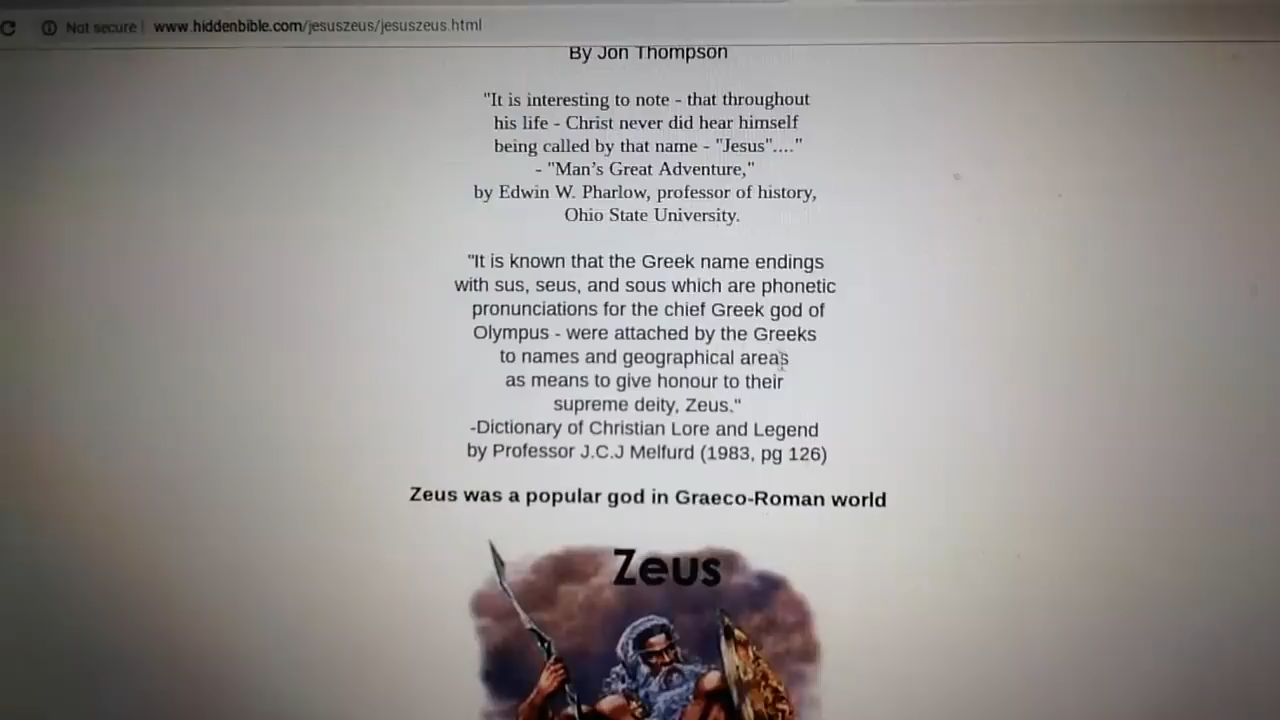 Not secure | www.hiddenbible.com/jesuszeus/jesuszeus.html
By Jon Thompson
"It is interesting to note - that throughout
his life - Christ never did hear himself
being called by that name - "Jesus"...."
- "Man’s Great Adventure,"
by Edwin W. Pharlow, professor of history,
Ohio State University.
"It is known that the Greek name endings
with sus, seus, and sous which are phonetic
pronunciations for the chief Greek god of
Olympus - were attached by the Greeks
to names and geographical areas
as means to give honour to their
supreme deity, Zeus."
-Dictionary of Christian Lore and Legend
by Professor J.C.J Melfurd (1983, pg 126)
Zeus was a popular god in Graeco-Roman world
Zeus